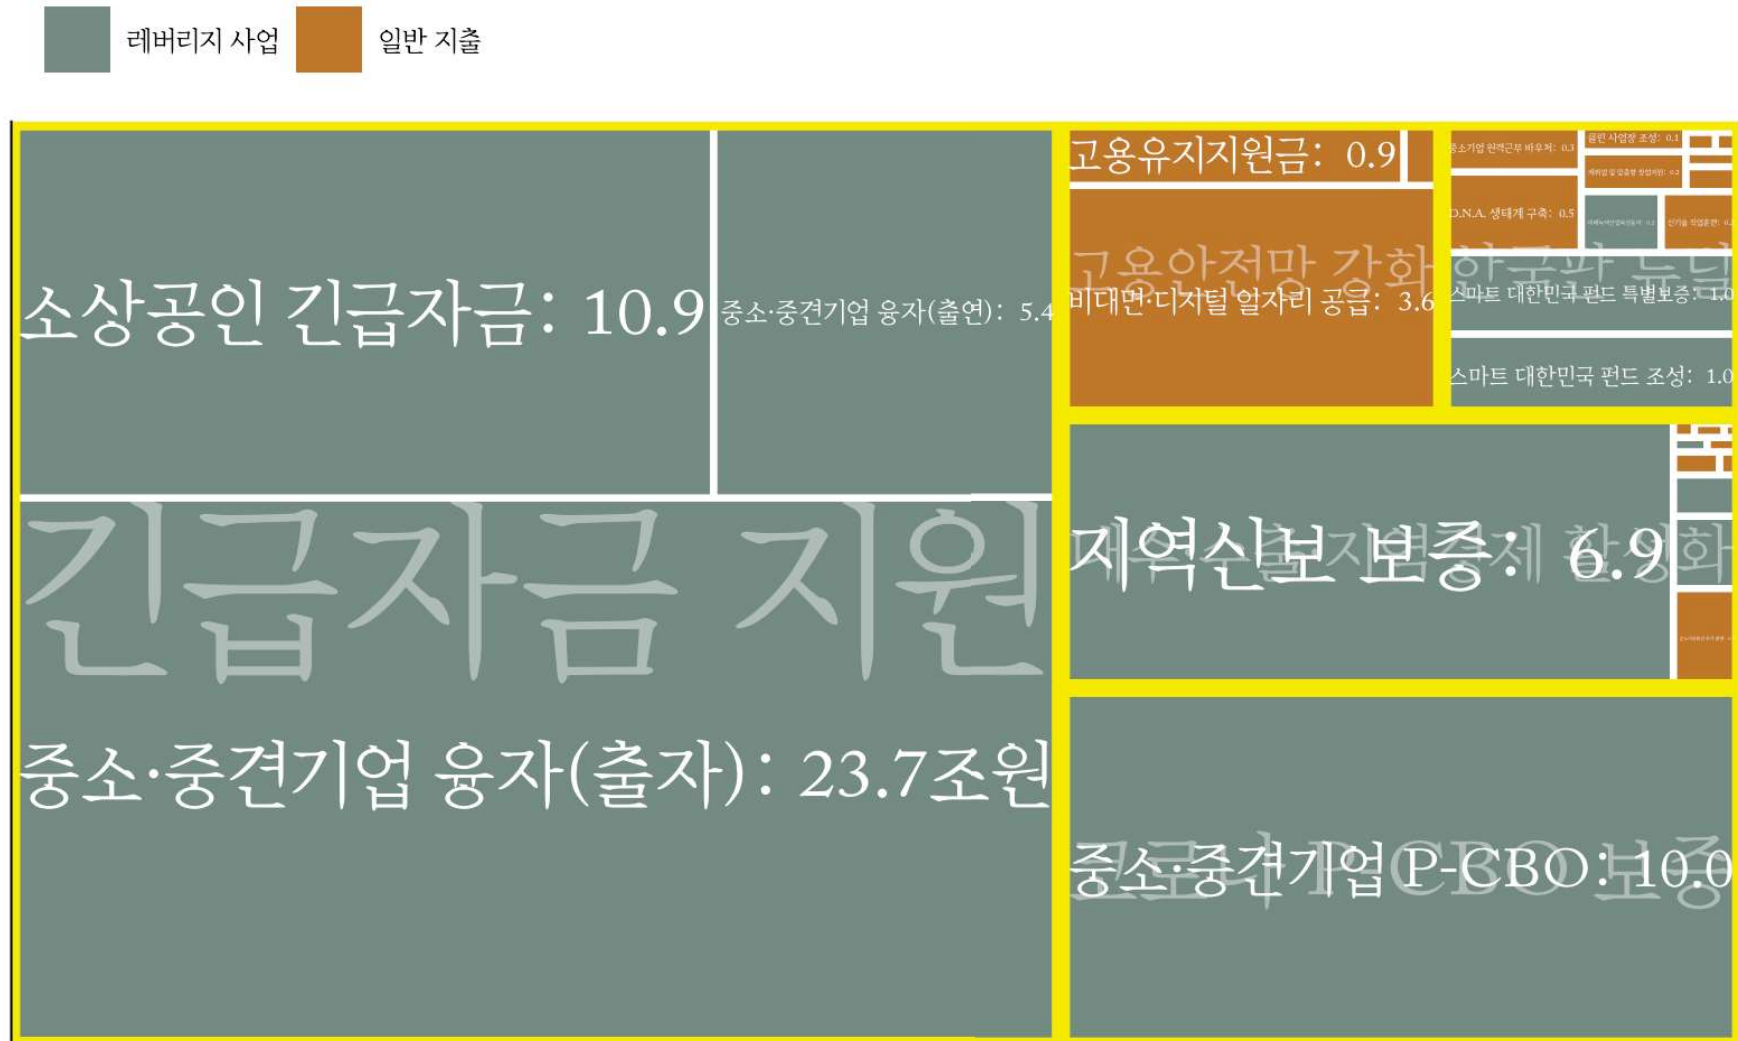 레버리지 사업
일반 지출
소상공인 긴급자금: 10.9
중소·중견기업 융자(출연): 5.4
긴급자금 지원
중소·중견기업 융자(출자): 23.7조원
고용유지지원금: 0.9
고용안전망 강화
비대면·디지털 일자리 공급: 3.6
중소기업 원격근무 바우처: 0.3
클린 사업장 조성: 0.1
D.N.A. 생태계 구축: 0.5
한국판 뉴딜
스마트 대한민국 펀드 특별보증: 1.0
스마트 대한민국 펀드 조성: 1.0
지역신보 보증: 6.9
중소·중견기업 P-CBO: 10.0
코로나 P-CBO 보증